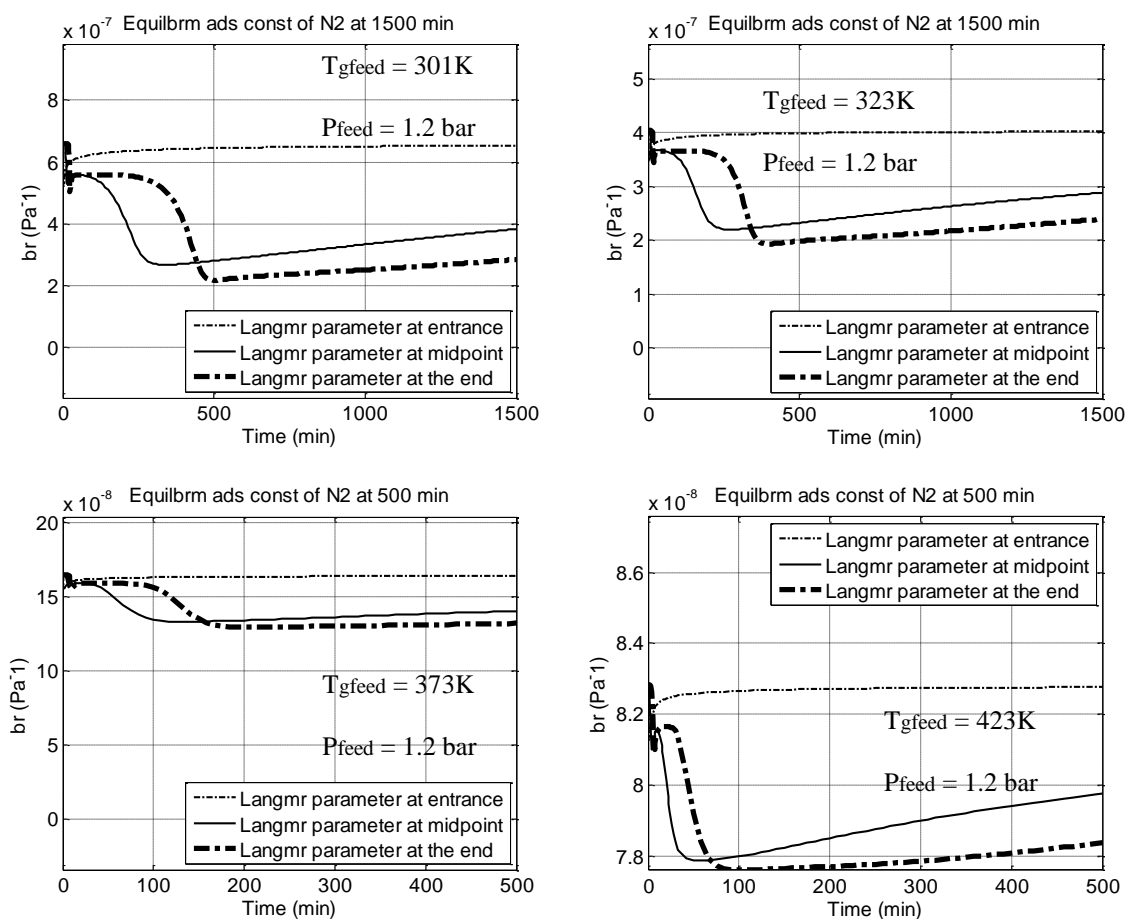 x 10-7 Equilbrm ads const of N2 at 1500 min
Tgfeed = 301K
Pfeed = 1.2 bar
8
6
4
2
0
br (Pa-1)
Langmr parameter at entrance
Langmr parameter at midpoint
Langmr parameter at the end
0 500 1000 1500
Time (min)
x 10-7 Equilbrm ads const of N2 at 1500 min
Tgfeed = 323K
Pfeed = 1.2 bar
5
4
3
2
1
0
br (Pa-1)
Langmr parameter at entrance
Langmr parameter at midpoint
Langmr parameter at the end
0 500 1000 1500
Time (min)
x 10-8 Equilbrm ads const of N2 at 500 min
20
15
10
5
0
br (Pa-1)
Tgfeed = 373K
Pfeed = 1.2 bar
Langmr parameter at entrance
Langmr parameter at midpoint
Langmr parameter at the end
0 100 200 300 400 500
Time (min)
x 10-8 Equilbrm ads const of N2 at 500 min
Langmr parameter at entrance
Langmr parameter at midpoint
Langmr parameter at the end
8.6
8.4
8.2
8
7.8
br (Pa-1)
Tgfeed = 423K
Pfeed = 1.2 bar
0 100 200 300 400 500
Time (min)